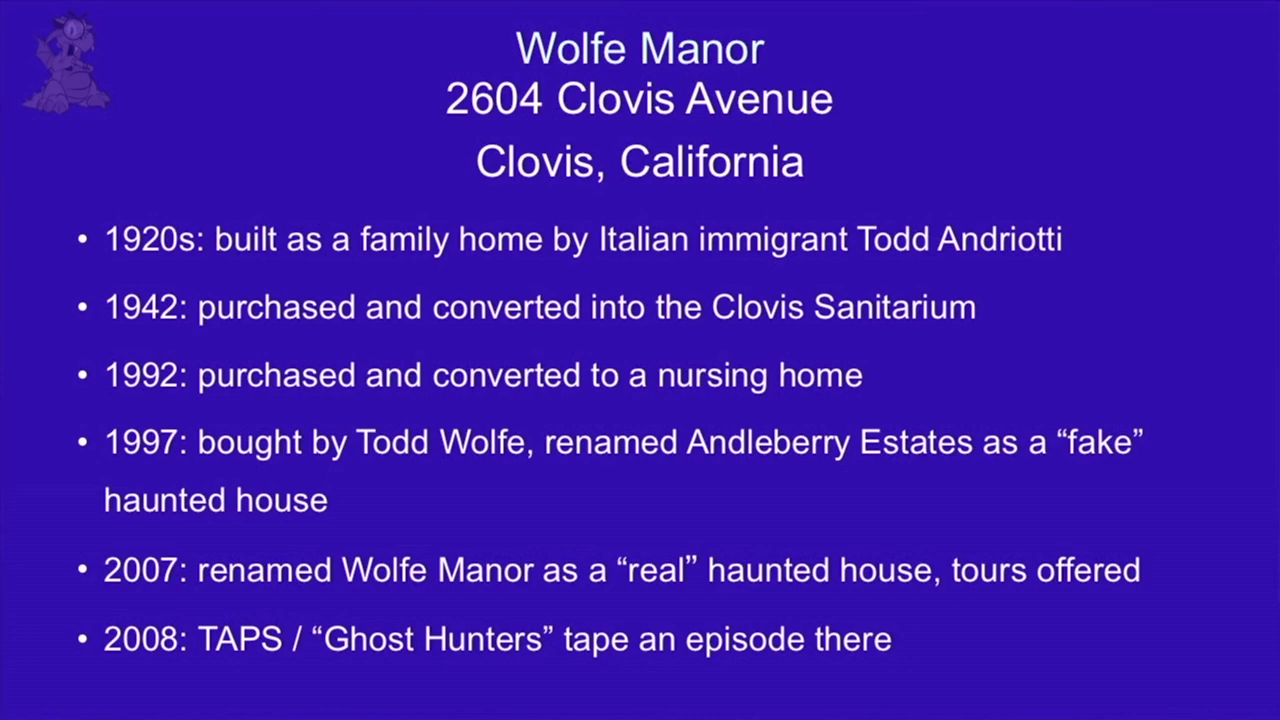 Wolfe Manor
2604 Clovis Avenue
Clovis, California
• 1920s: built as a family home by Italian immigrant Todd Andriotti
• 1942: purchased and converted into the Clovis Sanitarium
• 1992: purchased and converted to a nursing home
• 1997: bought by Todd Wolfe, renamed Andleberry Estates as a “fake”
haunted house
• 2007: renamed Wolfe Manor as a “real” haunted house, tours offered
• 2008: TAPS / “Ghost Hunters” tape an episode there